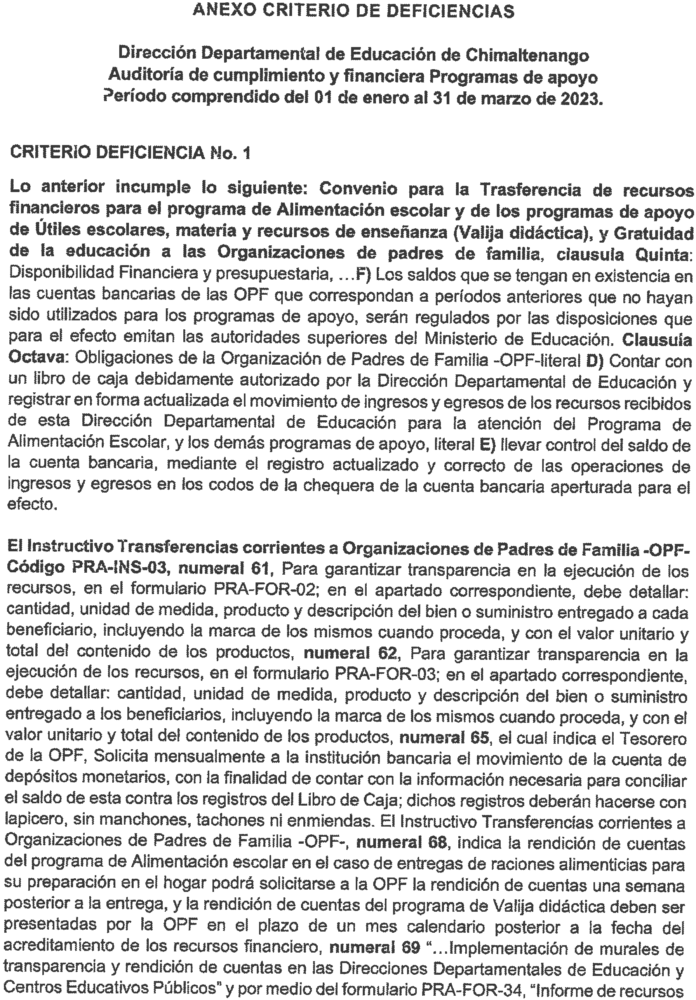 ANEXO CRITERIO DE DEFICIENCIAS
Dirección Departamental de Educación de Chimaltenango
Auditoría de cumplimiento y financiera Programas de apoyo
Período comprendido del 01 de enero al 31 de marzo de 2023.
CRITERIO DEFICIENCIA No. 1
Lo anterior incumple lo siguiente: Convenio para la Trasferencia de recursos
financieros para el programa de Alimentación escolar y de los programas de apoyo
de Útiles escolares, materia y recursos de enseñanza (Valija didáctica), y Gratuidad
de la educación a las Organizaciones de padres de familia, clausula Quinta:
Disponibilidad Financiera y presupuestaria, ...F) Los saldos que se tengan en existencia en
las cuentas bancarias de las OPF que correspondan a períodos anteriores que no hayan
sido utilizados para los programas de apoyo, serán regulados por las disposiciones que
para el efecto emitan las autoridades superiores del Ministerio de Educación. Clausula
Octava: Obligaciones de la Organización de Padres de Familia -OPF-literal D) Contar con
un libro de caja debidamente autorizado por la Dirección Departamental de Educación y
registrar en forma actualizada el movimiento de ingresos y egresos de los recursos recibidos
de esta Dirección Departamental de Educación para la atención del Programa de
Alimentación Escolar, y los demás programas de apoyo, literal E) llevar control del saldo de
la cuenta bancaria, mediante el registro actualizado y correcto de las operaciones de
ingresos y egresos en los codos de la chequera de la cuenta bancaria aperturada para el
efecto.
El Instructivo Transferencias corrientes a Organizaciones de Padres de Familia -OPF-
Código PRA-INS-03, numeral 61, Para garantizar transparencia en la ejecución de los
recursos, en el formulario PRA-FOR-02; en el apartado correspondiente, debe detallar:
cantidad, unidad de medida, producto y descripción del bien o suministro entregado a cada
beneficiario, incluyendo la marca de los mismos cuando proceda, y con el valor unitario y
total del contenido de los productos, numeral 62, Para garantizar transparencia en la
ejecución de los recursos, en el formulario PRA-FOR-03; en el apartado correspondiente,
debe detallar: cantidad, unidad de medida, producto y descripción del bien o suministro
entregado a los beneficiarios, incluyendo la marca de los mismos cuando proceda, y con el
valor unitario y total del contenido de los productos, numeral 65, el cual indica el Tesorero
de la OPF, Solicita mensualmente a la institución bancaria el movimiento de la cuenta de
depósitos monetarios, con la finalidad de contar con la información necesaria para conciliar
el saldo de esta contra los registros del Libro de Caja; dichos registros deberán hacerse con
lapicero, sin manchones, tachones ni enmiendas. El Instructivo Transferencias corrientes a
Organizaciones de Padres de Familia -OPF-, numeral 68, indica la rendición de cuentas
del programa de Alimentación escolar en el caso de entregas de raciones alimenticias para
su preparación en el hogar podrá solicitarse a la OPF la rendición de cuentas una semana
posterior a la entrega, y la rendición de cuentas del programa de Valija didáctica deben ser
presentadas por la OPF en el plazo de un mes calendario posterior a la fecha del
acreditamiento de los recursos financiero, numeral 69 "...Implementación de murales de
transparencia y rendición de cuentas en las Direcciones Departamentales de Educación y
Centros Educativos Públicos" y por medio del formulario PRA-FOR-34, "Informe de recursos